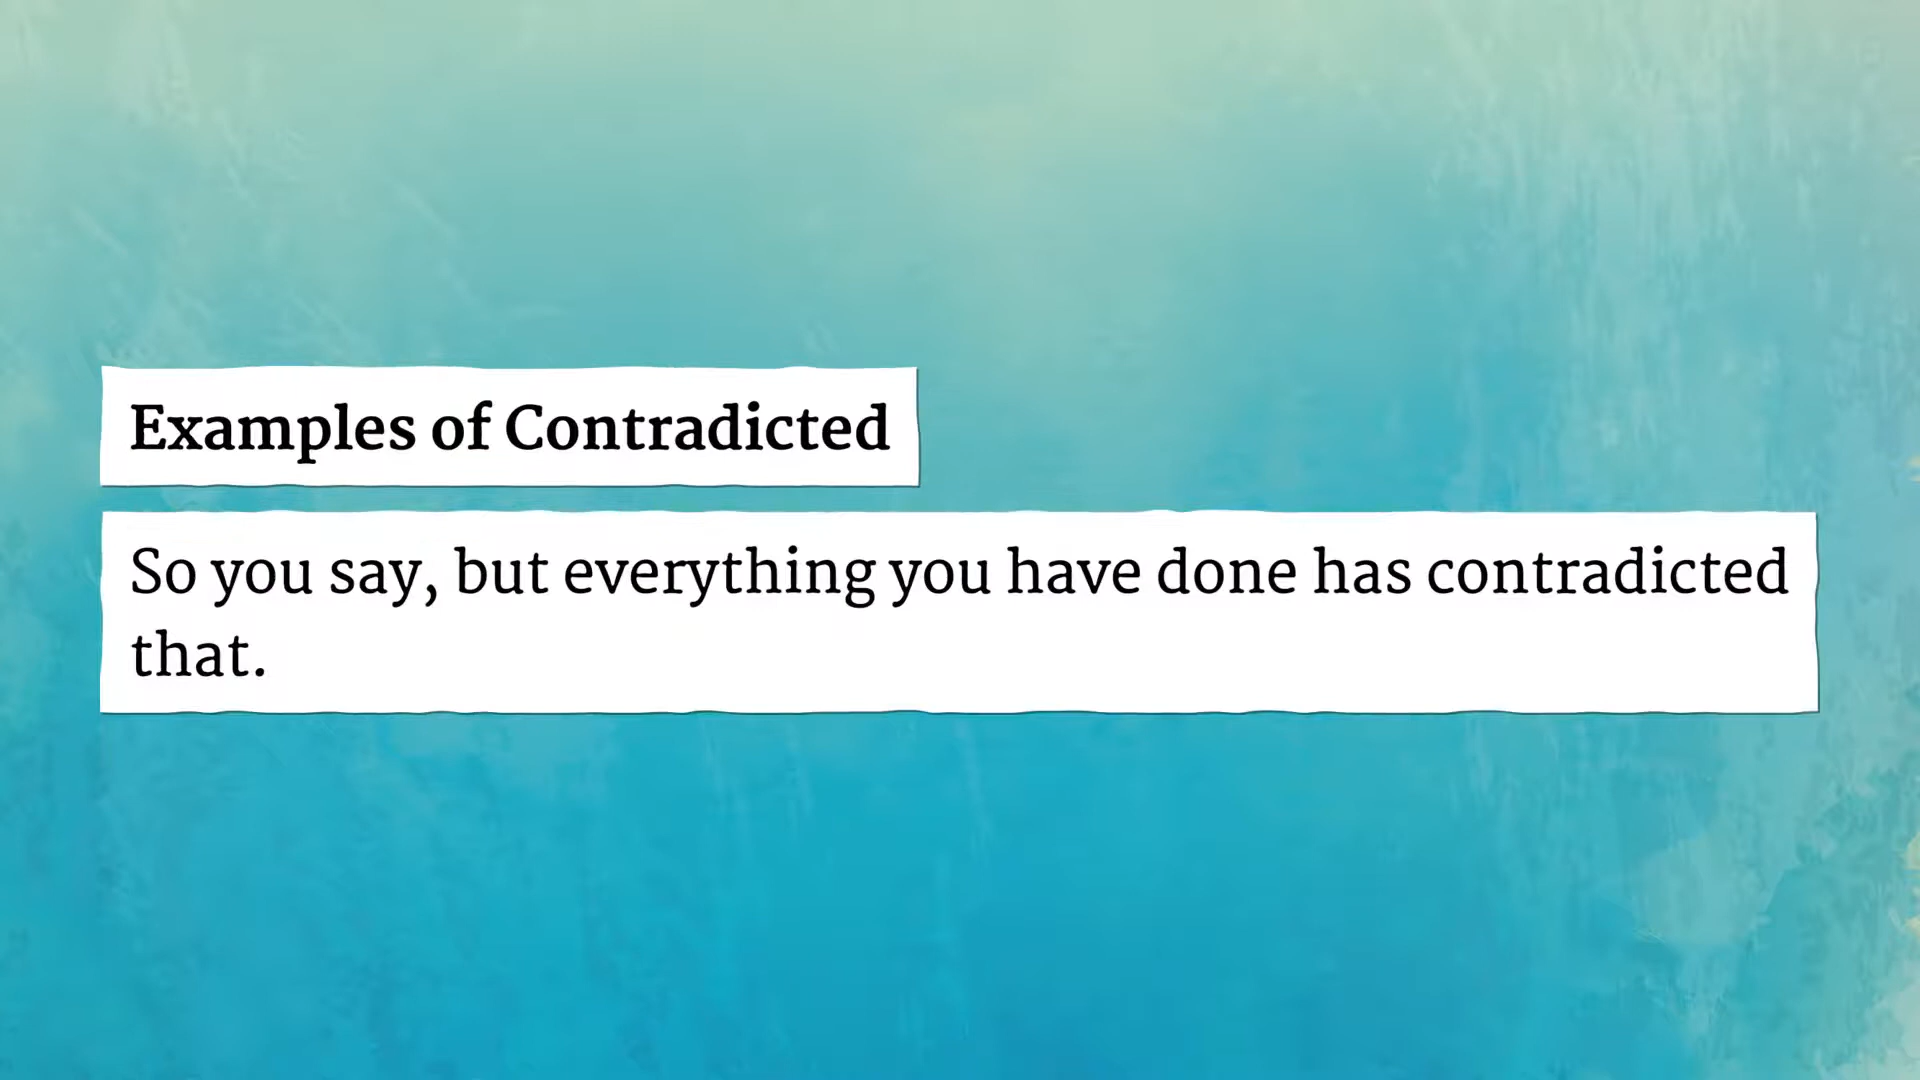 Examples of Contradicted
So you say, but everything you have done has contradicted
that.